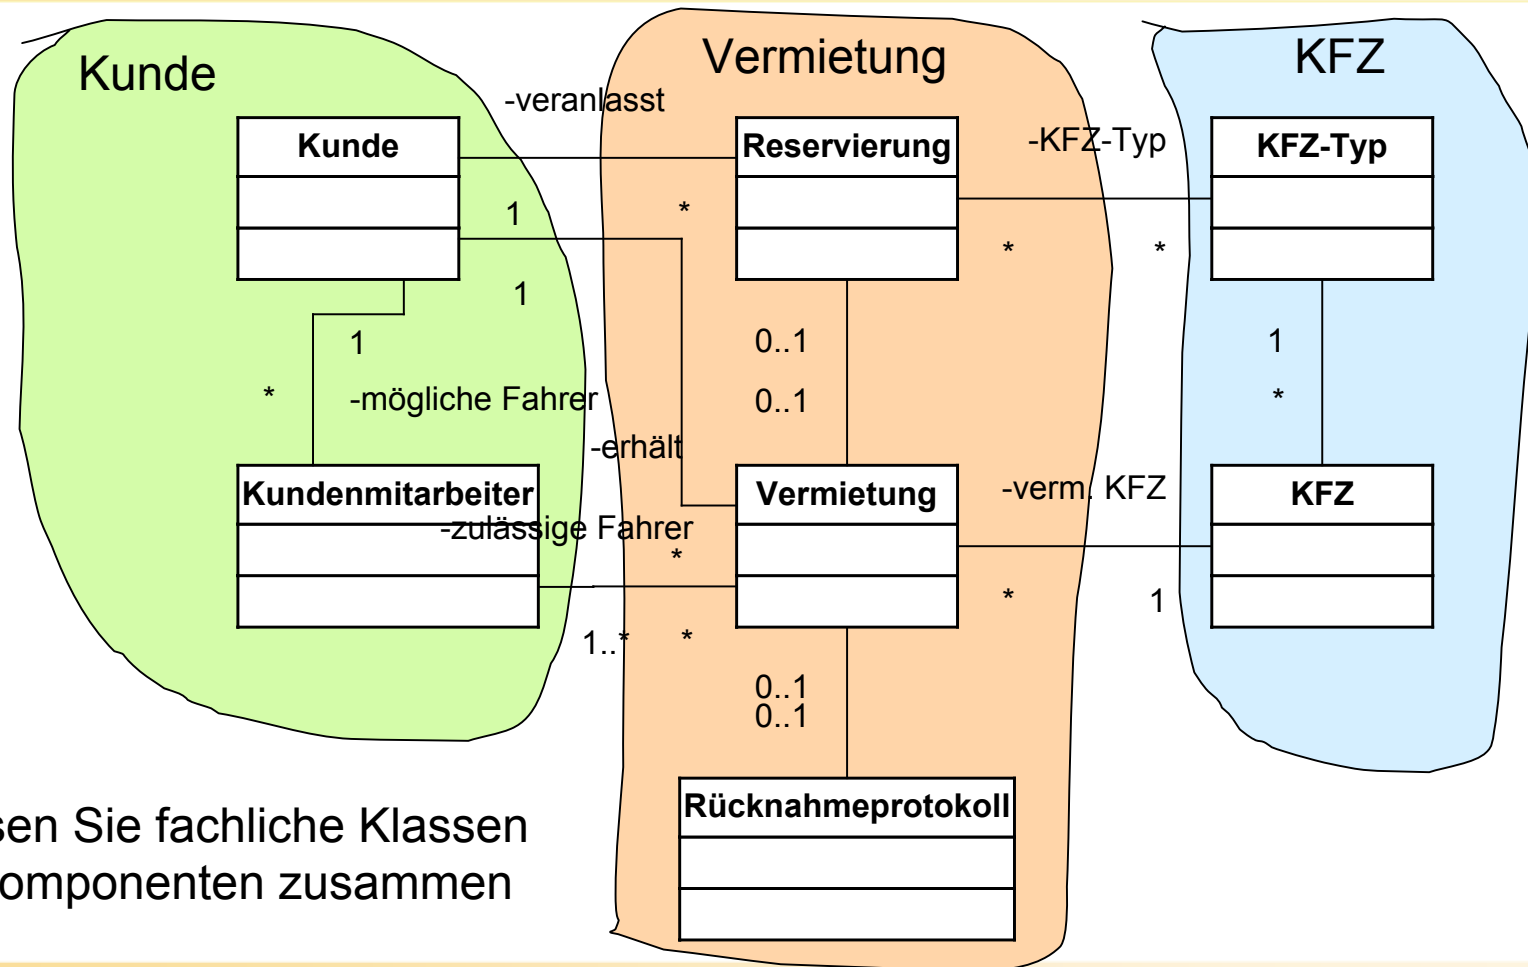 Kunde
Vermietung
KFZ
-veranlasst
Kunde
Reservierung
-KFZ-Typ
KFZ-Typ
1
*
*
*
1
1
0..1
1
*
-mögliche Fahrer
0..1
*
-erhält
Kundenmitarbeiter
Vermietung
-verm. KFZ
KFZ
-zulässige Fahrer
*
*
1
1..*
*
0..1
0..1
Rücknahmeprotokoll
sen Sie fachliche Klassen
omponenten zusammen